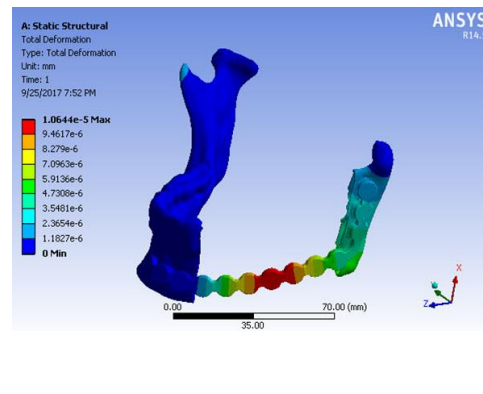 A: Static Structural
Total Deformation
Type: Total Deformation
Unit: mm
Time: 1
9/25/2017 7:52 PM
ANSYS
R14.
1.0644e-5 Max
9.4617e-6
8.279e-6
7.0963e-6
5.9136e-6
4.7308e-6
3.5481e-6
2.3654e-6
1.1827e-6
0 Min
0.00
70.00 (mm)
35.00
X
Z